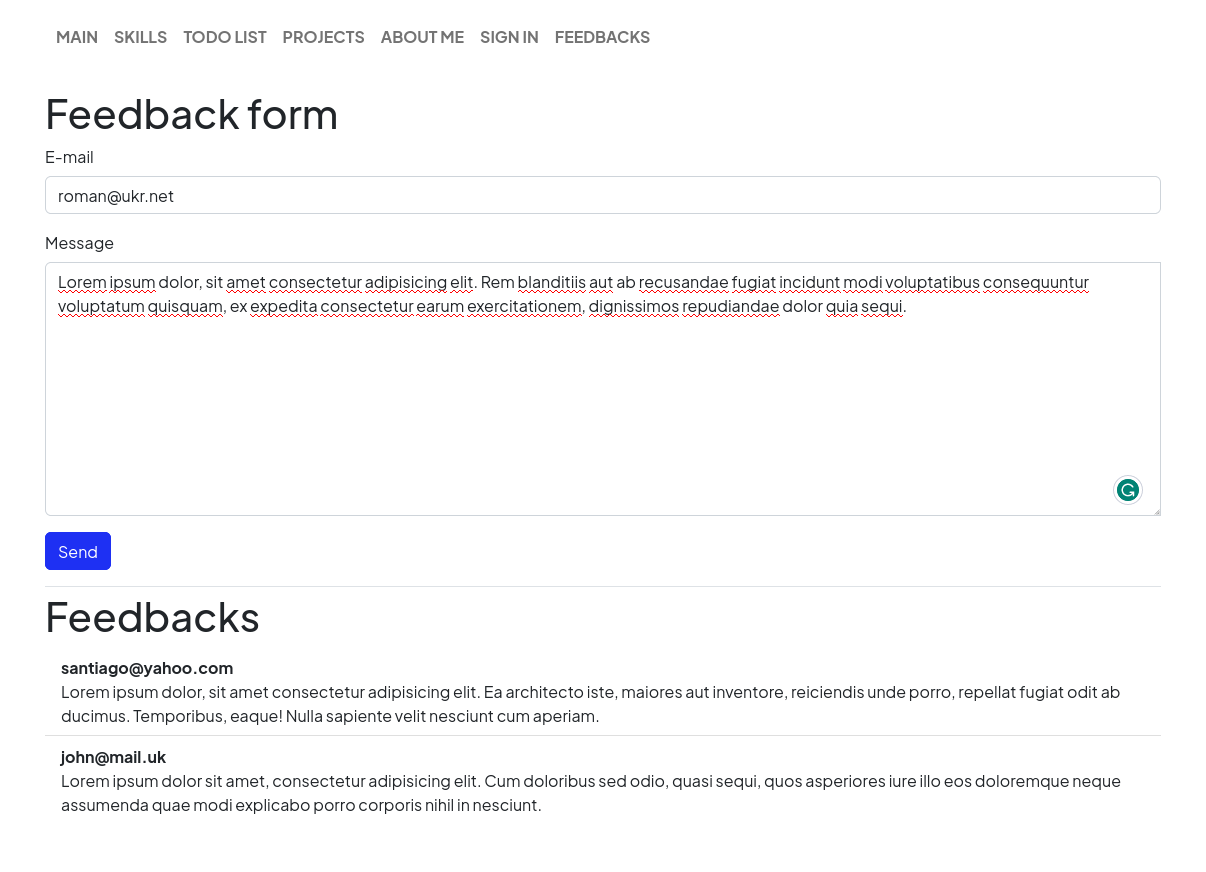 MAIN SKILLS TODO LIST PROJECTS ABOUT ME SIGN IN FEEDBACKS
Feedback form
E-mail
roman@ukr.net
Message
Lorem ipsum dolor, sit amet consectetur adipisicing elit. Rem blanditiis aut ab recusandae fugiat incidunt modi voluptatibus consequuntur
voluptatum quisquam, ex expedita consectetur earum exercitationem, dignissimos repudiandae dolor quia sequi.
Send
Feedbacks
santiago@yahoo.com
Lorem ipsum dolor, sit amet consectetur adipisicing elit. Ea architecto iste, maiores aut inventore, reiciendis unde porro, repellat fugiat odit ab
ducimus. Temporibus, eaque! Nulla sapiente velit nesciunt cum aperiam.
john@mail.uk
Lorem ipsum dolor sit amet, consectetur adipisicing elit. Cum doloribus sed odio, quasi sequi, quos asperiores iure illo eos doloremque neque
assumenda quae modi explicabo porro corporis nihil in nesciunt.